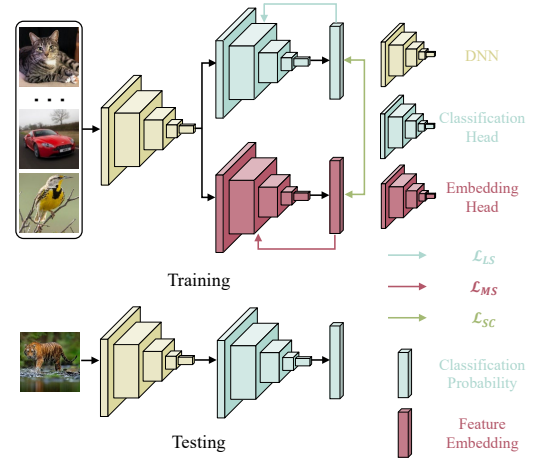 DNN
Classification
Head
Embedding
Head
Training
ℒ_LS
ℒ_MS
ℒ_SC
Classification
Probability
Testing
Feature
Embedding